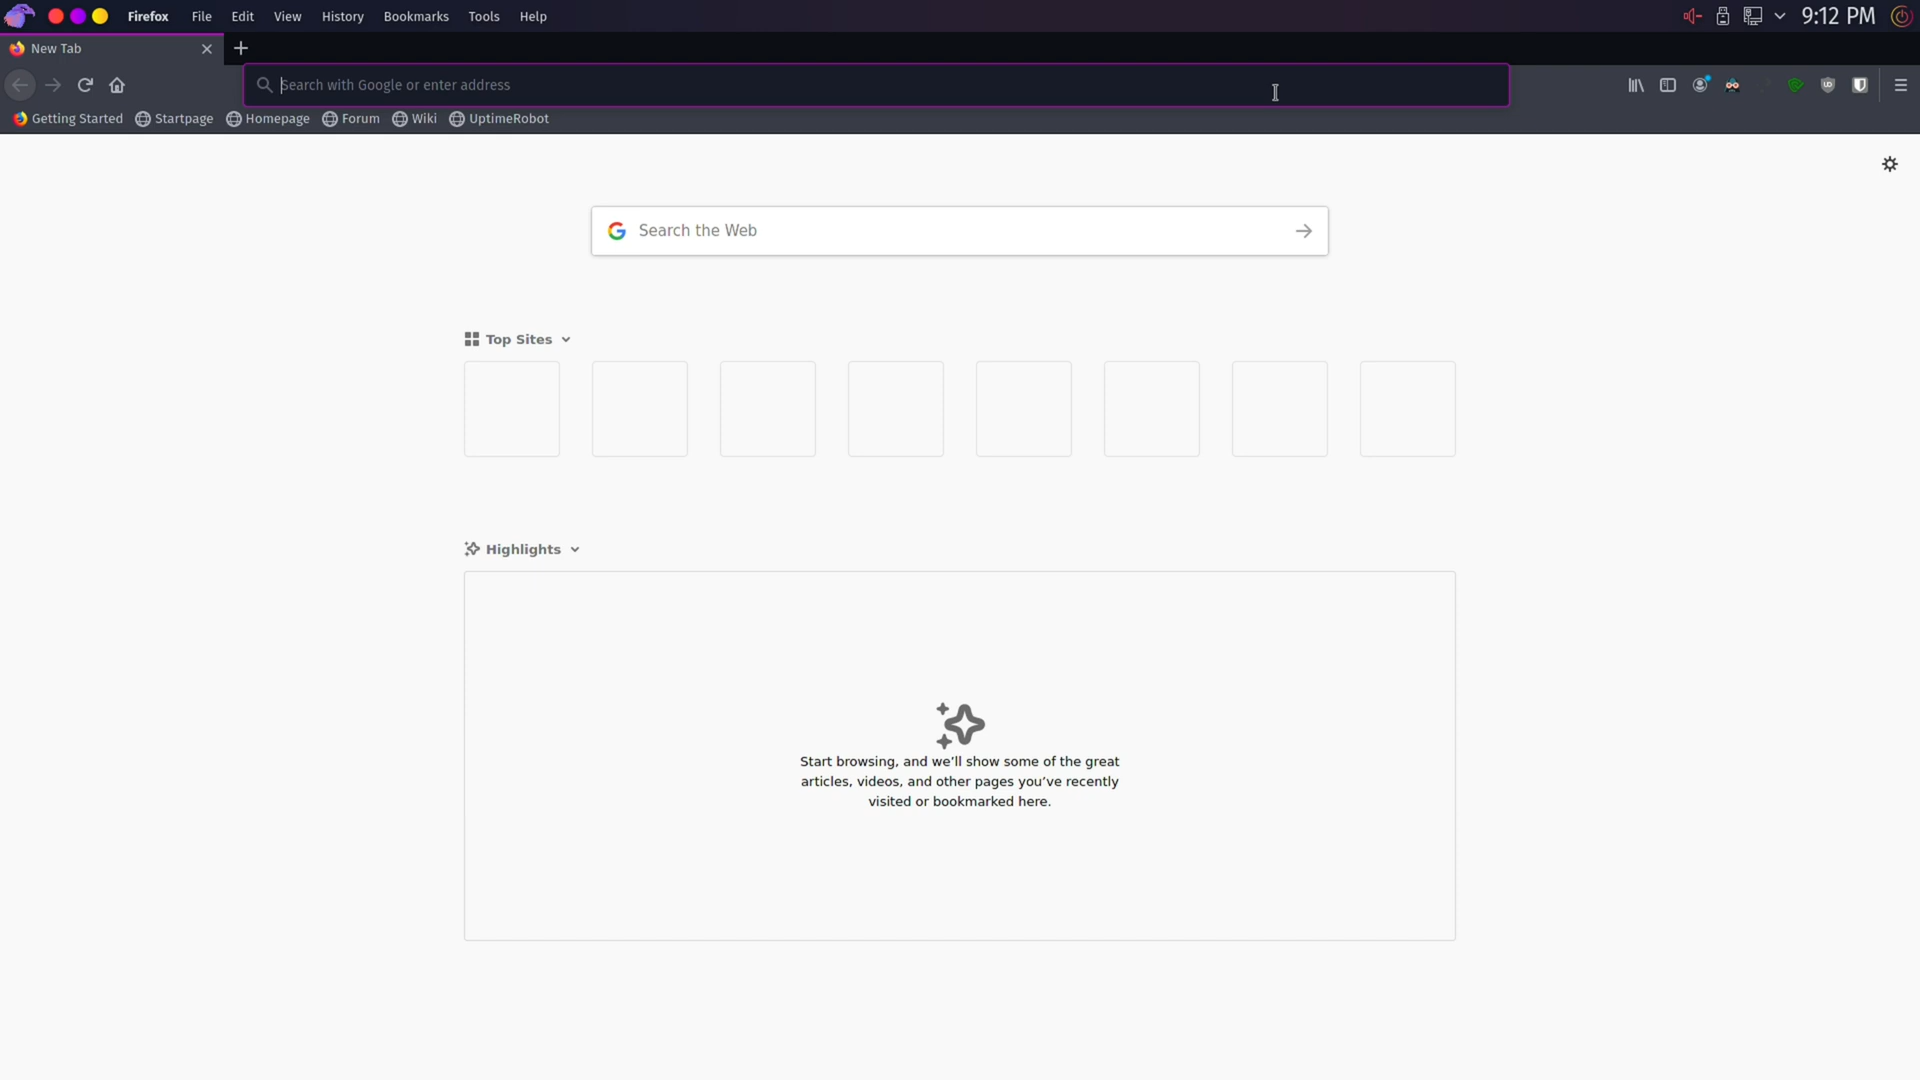 Firefox File Edit View History Bookmarks Tools Help 9:12 PM
New Tab
Search with Google or enter address
Getting Started Startpage Homepage Forum Wiki UptimeRobot
Search the Web
Top Sites
Highlights
Start browsing, and we'll show some of the great
articles, videos, and other pages you've recently
visited or bookmarked here.